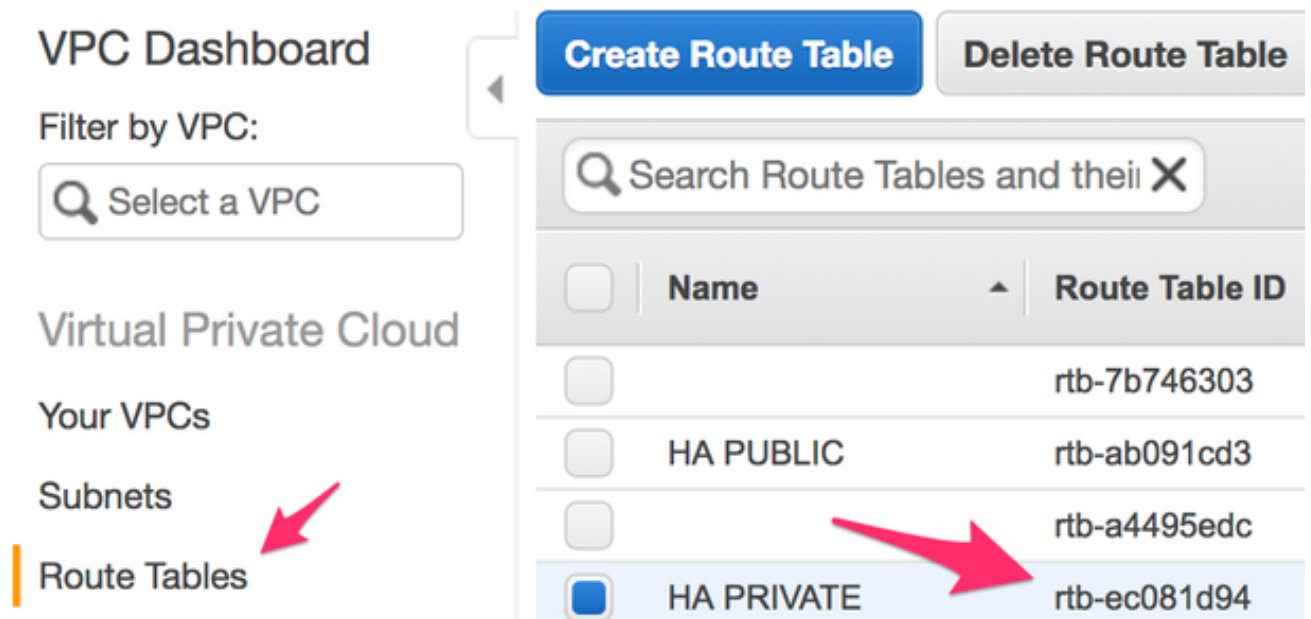 VPC Dashboard
Filter by VPC:
Select a VPC
Virtual Private Cloud
Your VPCs
Subnets
Route Tables
Create Route Table
Delete Route Table
Search Route Tables and thei
Name
Route Table ID
rtb-7b746303
HA PUBLIC
rtb-ab091cd3
rtb-a4495edc
HA PRIVATE
rtb-ec081d94